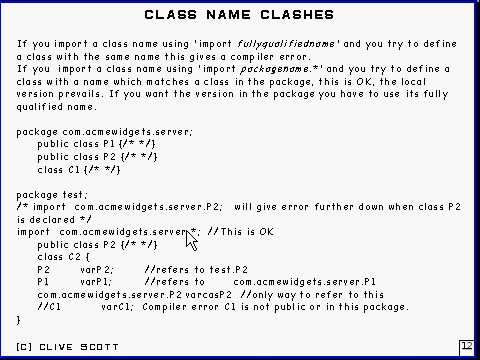 CLASS NAME CLASHES
If you import a class name using 'import fullyqualifiedname' and you try to define
a class with the same name this gives a compiler error.
If you import a class name using 'import packagename.*' and you try to define a
class with a name which matches a class in the package, this is OK, the local
version prevails. If you want the version in the package you have to use its fully
qualified name.
package com.acmewidgets.server;
public class P1 {/* */}
public class P2 {/* */}
class C1 {/* */}
package test;
/* import com.acmewidgets.server.P2; will give error further down when class P2
is declared */
import com.acmewidgets.server.*; //This is OK
public class P2 {/* */}
class C2 {
P2 varP2; //refers to test.P2
P1 varP1; //refers to com.acmewidgets.server.P1
com.acmewidgets.server.P2 varcasP2 //only way to refer to this
//C1 varC1; Compiler error C1 is not public or in this package.
}
(C) CLIVE SCOTT
12